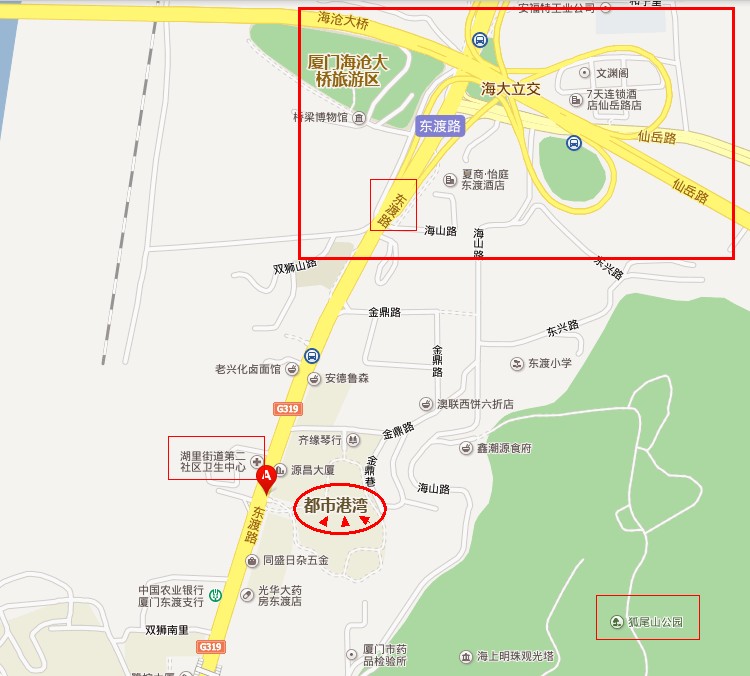 安福特工业公司
海沧大桥
厦门海沧大
桥旅游区
文渊阁
海大立交
7天连锁酒
店仙岳路店
桥梁博物馆
东渡路
仙岳路
夏商·怡庭
东渡酒店
仙岳路
东渡路
海山路
海山路
双狮山路
东兴路
金鼎路
东兴路
金鼎路
老兴化卤面馆
安德鲁森
东渡小学
G319
澳联西饼六折店
齐缘琴行
金鼎路
湖里街道第二
社区卫生中心
A
源昌大厦
金鼎巷
鑫潮源食府
海山路
都市港湾
东渡路
同盛日杂五金
中国农业银行
厦门东渡支行
光华大药
房东渡店
双狮南里
狐尾山公园
G319
厦门市药
品检验所
海上明珠观光塔